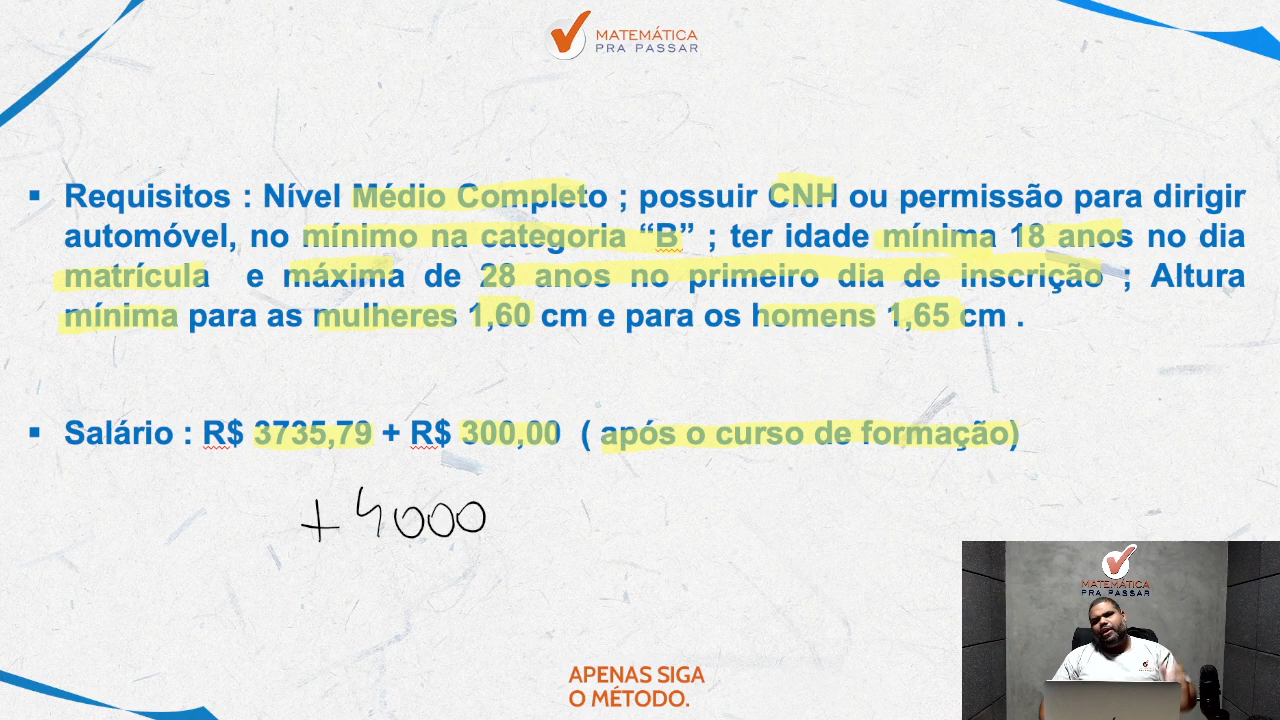 MATEMÁTICA
PRA PASSAR
▪ Requisitos : Nível Médio Completo ; possuir CNH ou permissão para dirigir
automóvel, no mínimo na categoria “B” ; ter idade mínima 18 anos no dia
matrícula e máxima de 28 anos no primeiro dia de inscrição ; Altura
mínima para as mulheres 1,60 cm e para os homens 1,65 cm .
▪ Salário : R$ 3735,79 + R$ 300,00 ( após o curso de formação)
+ 4000
MATEMÁTICA
PRA PASSAR
APENAS SIGA
O MÉTODO.